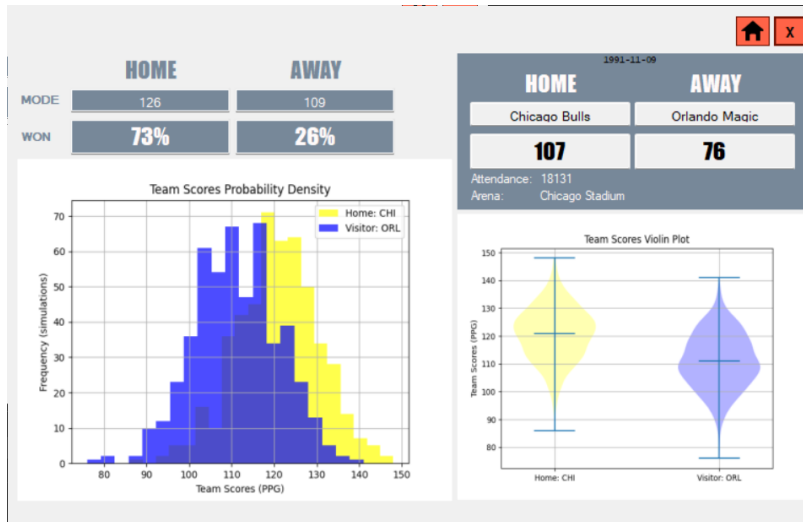 X
HOME AWAY
MODE 126 109
WON 73% 26%
1991-11-09
HOME AWAY
Chicago Bulls Orlando Magic
107 76
Attendance: 18131
Arena: Chicago Stadium
Team Scores Probability Density
Home: CHI
Visitor: ORL
Frequency (simulations)
70
60
50
40
30
20
10
0
80 90 100 110 120 130 140 150
Team Scores (PPG)
Team Scores Violin Plot
Team Scores (PPG)
150
140
130
120
110
100
90
80
Home: CHI Visitor: ORL